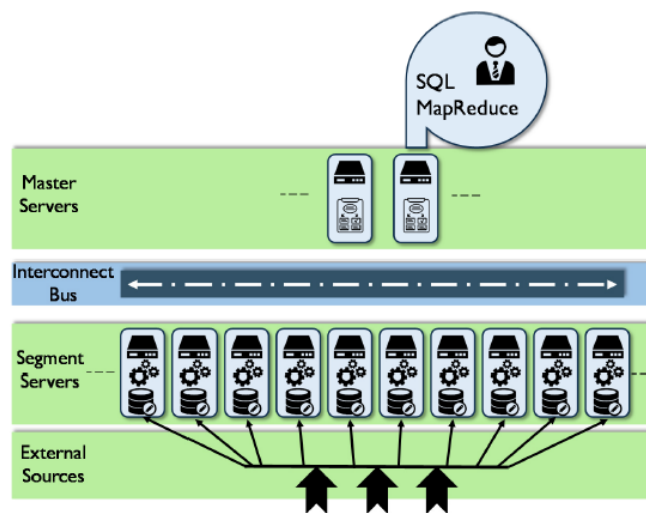 SQL
MapReduce
Master
Servers
Interconnect
Bus
Segment
Servers
External
Sources